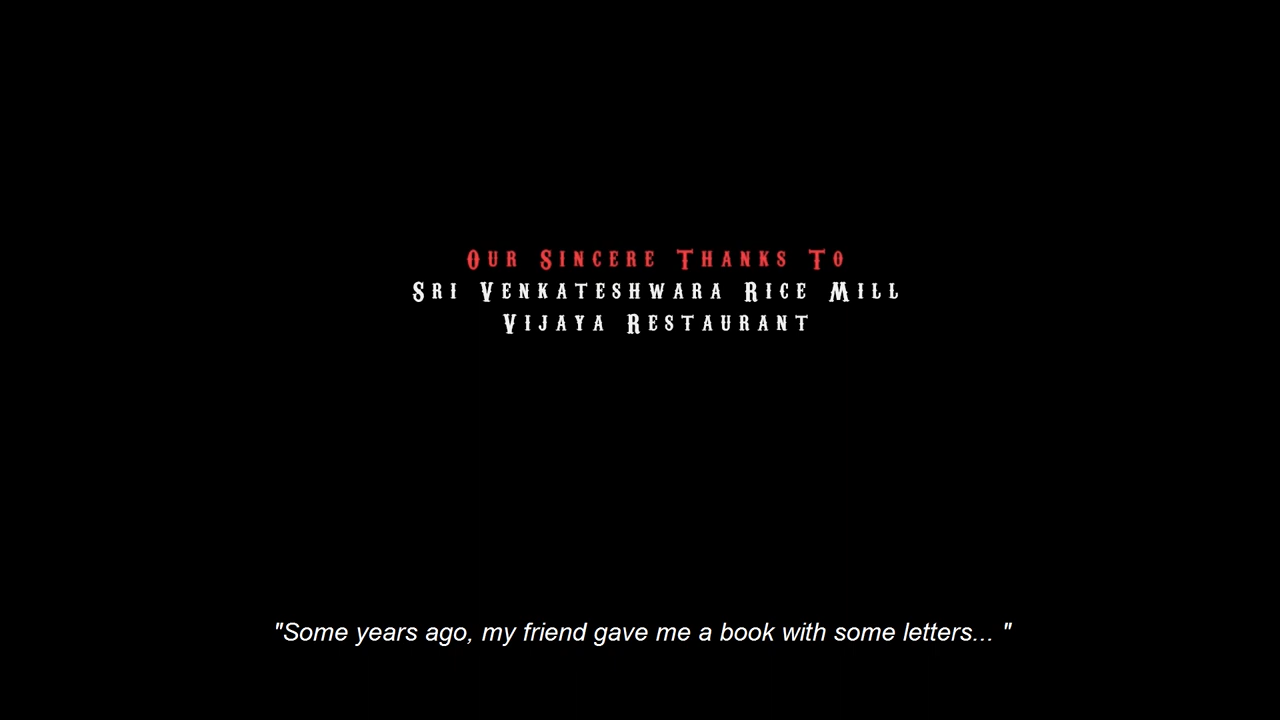 Our Sincere Thanks To
Sri Venkateshwara Rice Mill
Vijaya Restaurant
"Some years ago, my friend gave me a book with some letters... "